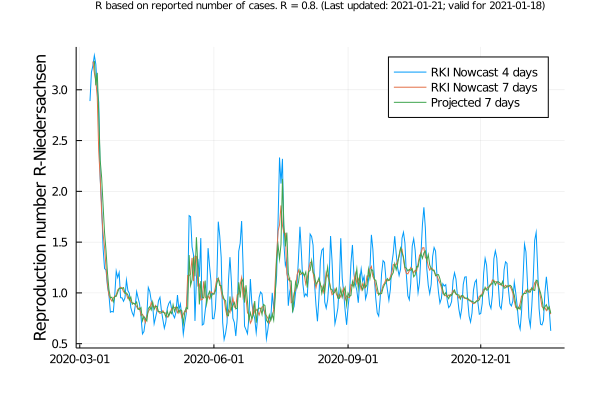 R based on reported number of cases. R = 0.8. (Last updated: 2021-01-21; valid for 2021-01-18)
Reproduction number R-Niedersachsen
RKI Nowcast 4 days
RKI Nowcast 7 days
Projected 7 days
3.0
2.5
2.0
1.5
1.0
0.5
2020-03-01 2020-06-01 2020-09-01 2020-12-01